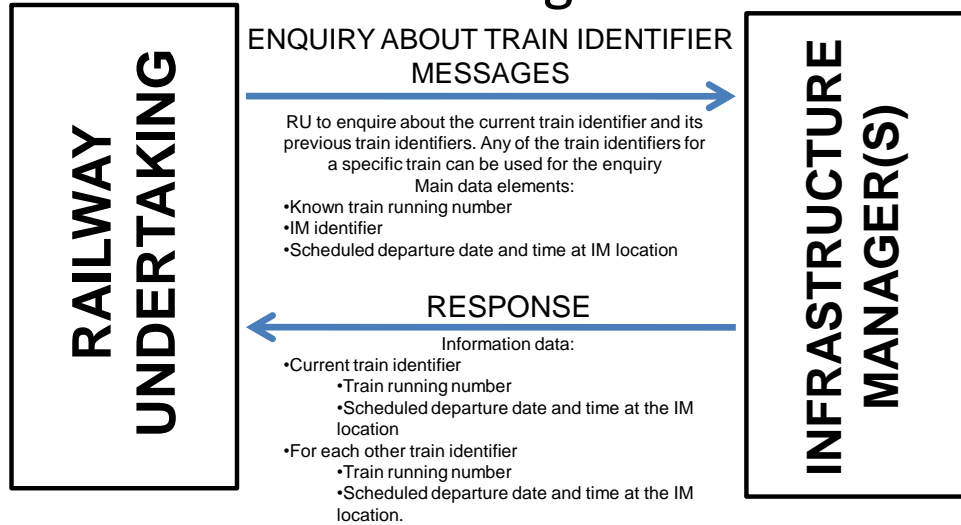 RAILWAY
UNDERTAKING
ENQUIRY ABOUT TRAIN IDENTIFIER
MESSAGES
RU to enquire about the current train identifier and its
previous train identifiers. Any of the train identifiers for
a specific train can be used for the enquiry
Main data elements:
•Known train running number
•IM identifier
•Scheduled departure date and time at IM location
RESPONSE
Information data:
•Current train identifier
•Train running number
•Scheduled departure date and time at the IM
location
•For each other train identifier
•Train running number
•Scheduled departure date and time at the IM
location.
INFRASTRUCTURE
MANAGER(S)